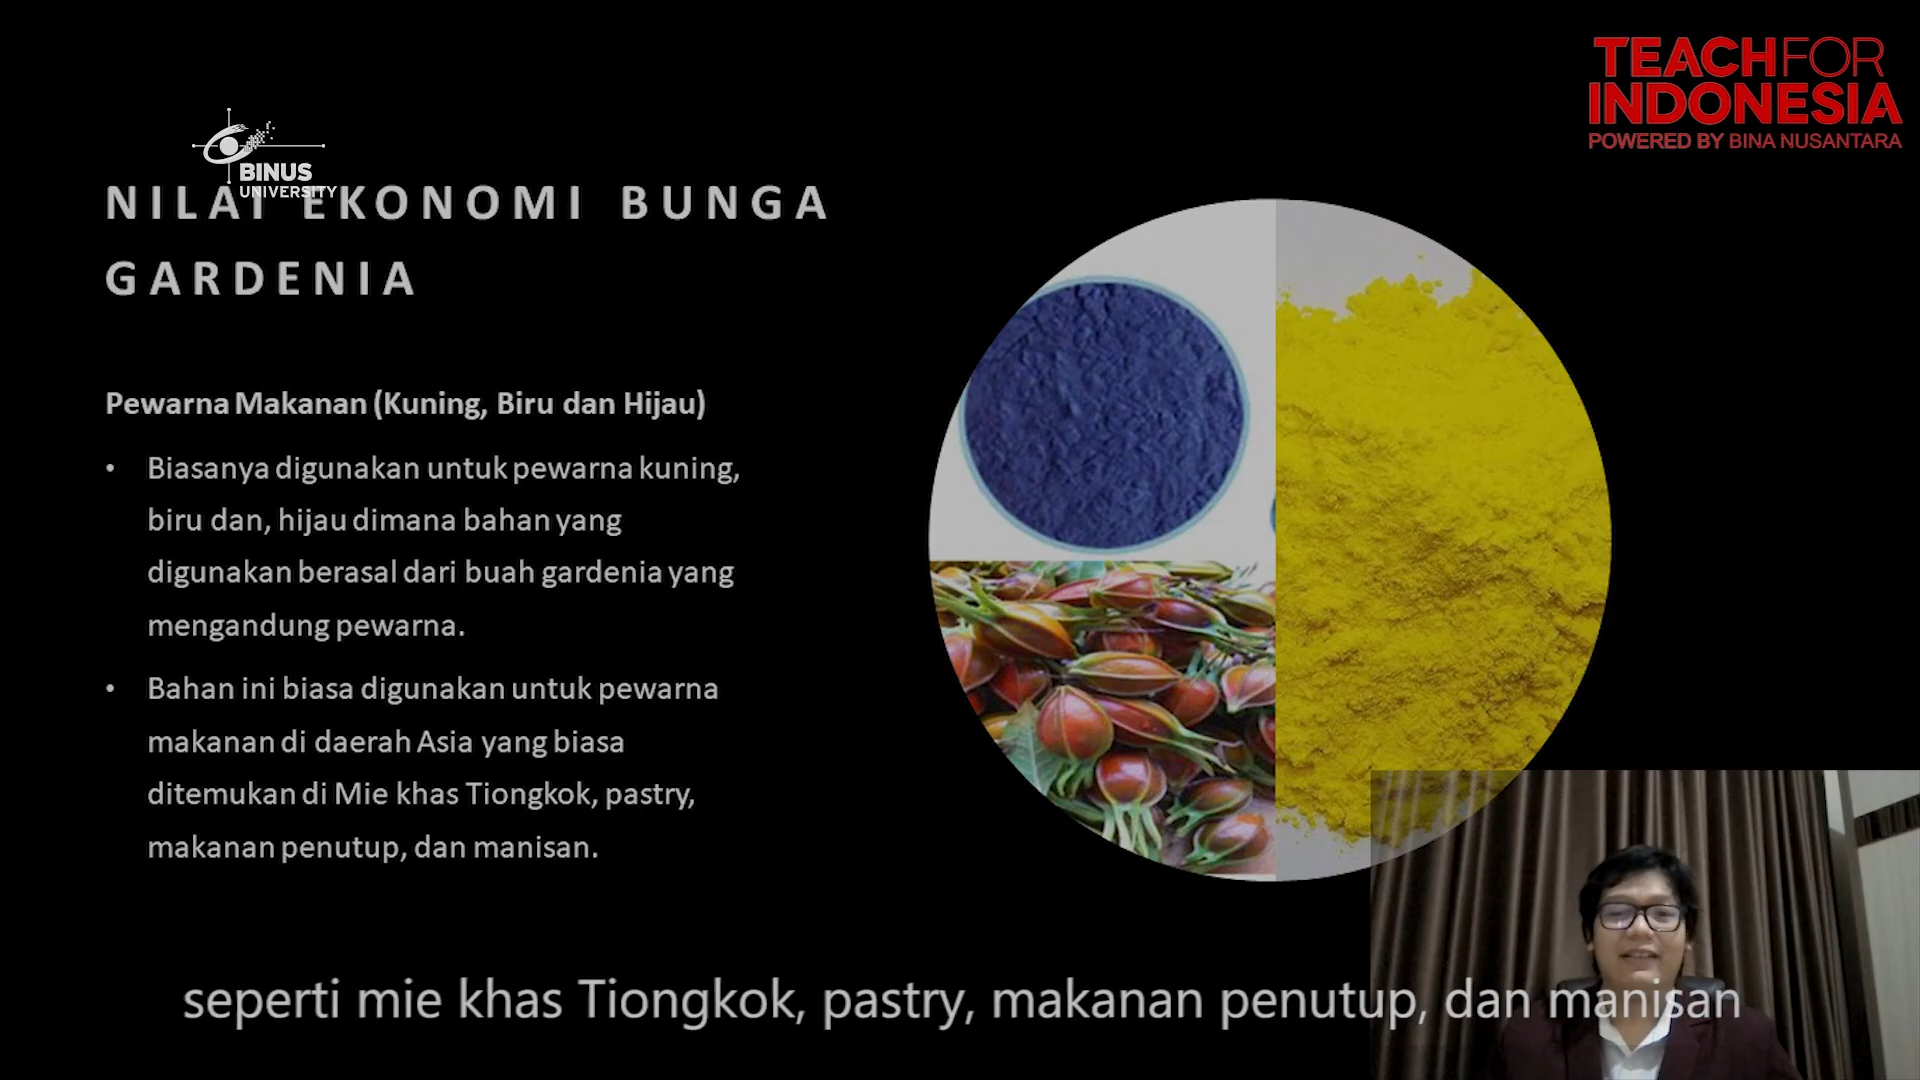 TEACHFOR
INDONESIA
POWERED BY BINA NUSANTARA
BINUS
UNIVERSITY
NILAI EKONOMI BUNGA
GARDENIA
Pewarna Makanan (Kuning, Biru dan Hijau)
• Biasanya digunakan untuk pewarna kuning,
biru dan, hijau dimana bahan yang
digunakan berasal dari buah gardenia yang
mengandung pewarna.
• Bahan ini biasa digunakan untuk pewarna
makanan di daerah Asia yang biasa
ditemukan di Mie khas Tiongkok, pastry,
makanan penutup, dan manisan.
seperti mie khas Tiongkok, pastry, makanan penutup, dan manisan